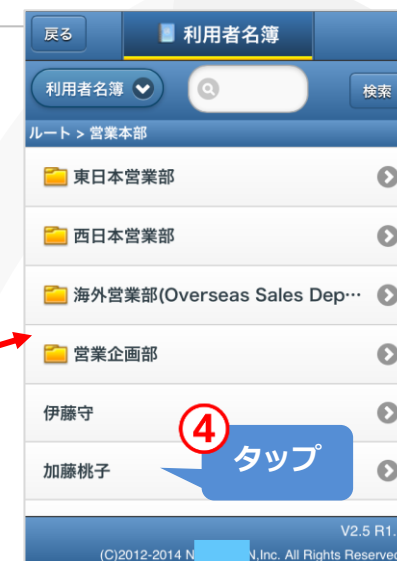 戻る
利用者名簿
利用者名簿
検索
ルート > 営業本部
東日本営業部
西日本営業部
海外営業部(Overseas Sales Dep…
営業企画部
伊藤守
④
タップ
加藤桃子
V2.5 R1.
(C)2012-2014 N N,Inc. All Rights Reserved